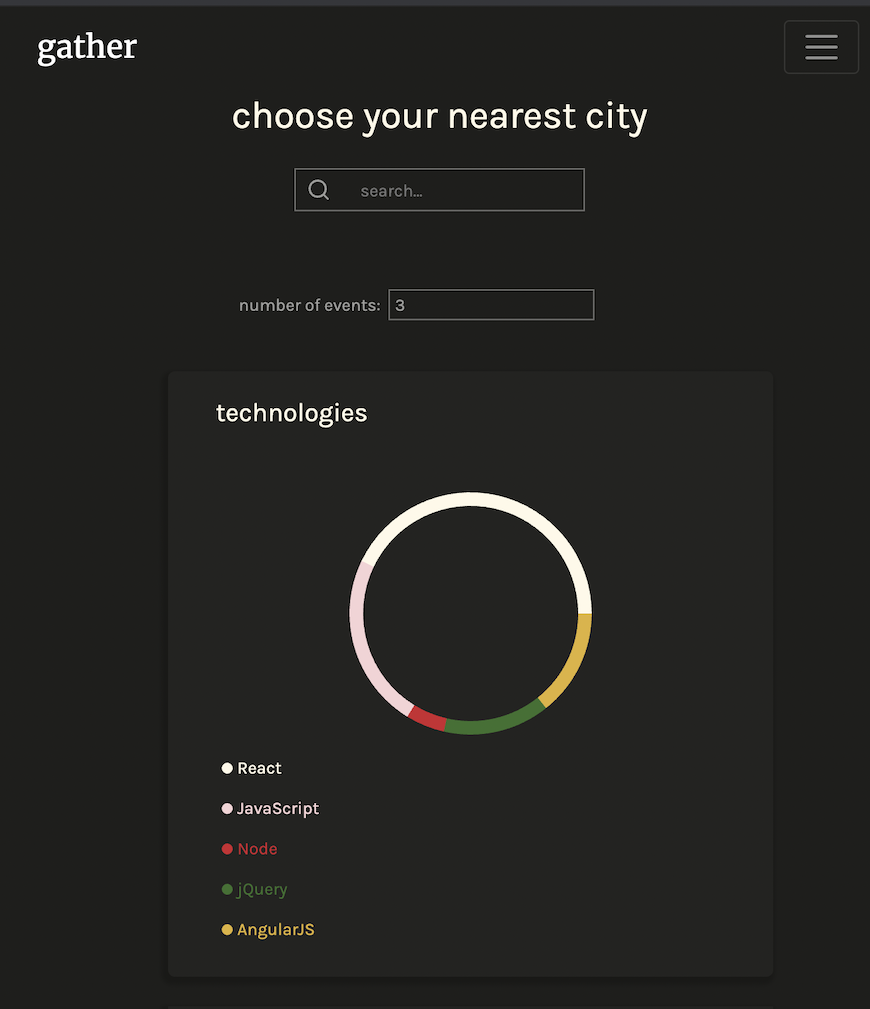 gather
choose your nearest city
search...
number of events: 3
technologies
React
JavaScript
Node
jQuery
AngularJS